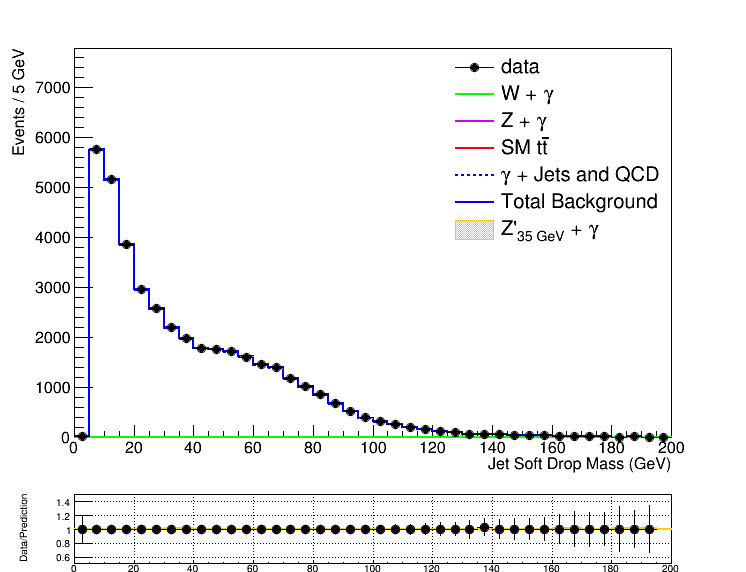 Events / 5 GeV
7000
6000
5000
4000
3000
2000
1000
0
0 20 40 60 80 100 120 140 160 180 200
Jet Soft Drop Mass (GeV)
data
W + γ
Z + γ
SM tt̄
γ + Jets and QCD
Total Background
Z'35 GeV + γ
Data/Prediction
1.4
1.2
1
0.8
0.6
0 20 40 60 80 100 120 140 160 180 200